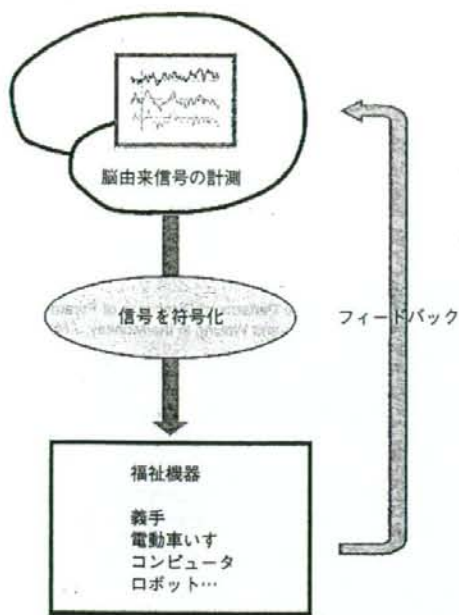 脳由来信号の計測
信号を符号化
フィードバック
福祉機器
義手
電動車いす
コンピュータ
ロボット…